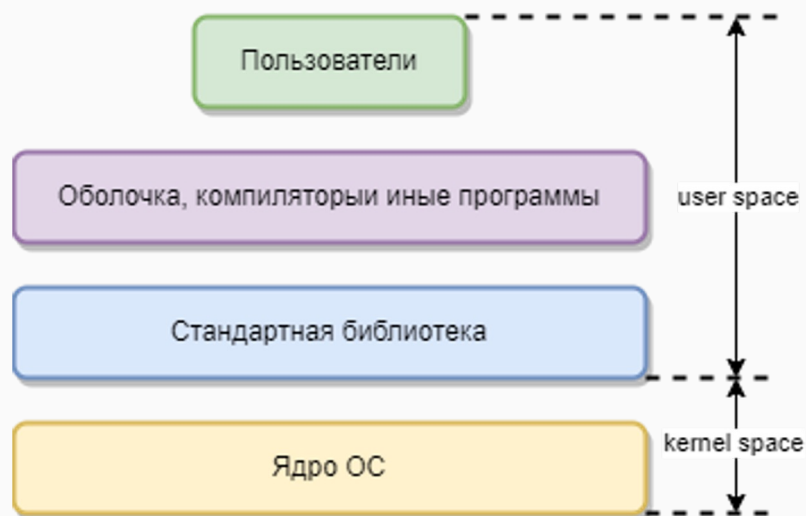 Пользователи
Оболочка, компиляторыи иные программы
user space
Стандартная библиотека
kernel space
Ядро ОС